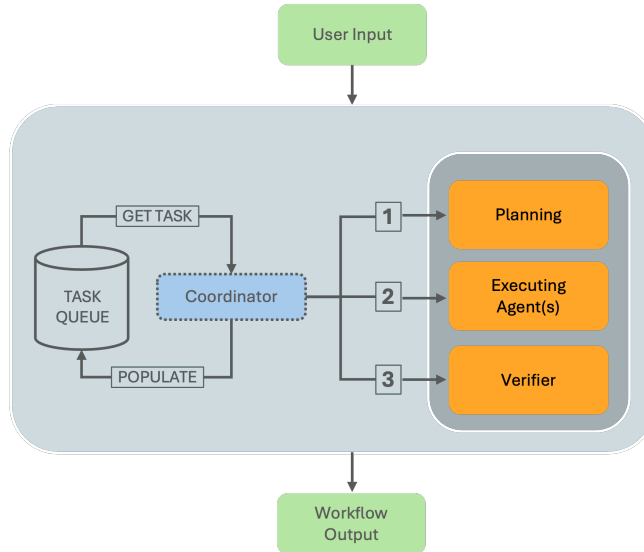 User Input
GET TASK
1
Planning
TASK
QUEUE
Coordinator
2
Executing
Agent(s)
POPULATE
3
Verifier
Workflow
Output